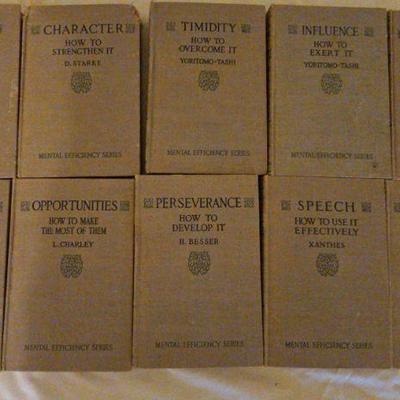 CHARACTER
HOW TO
STRENGTHEN IT
D. STARKE
MENTAL EFFICIENCY SERIES
TIMIDITY
HOW TO
OVERCOME IT
YORITOMO-TASHI
MENTAL EFFICIENCY SERIES
INFLUENCE
HOW TO
EXERT IT
YORITOMO-TASHI
MENTAL EFFICIENCY SERIES
OPPORTUNITIES
HOW TO MAKE
THE MOST OF THEM
L. CHARLEY
MENTAL EFFICIENCY SERIES
PERSEVERANCE
HOW TO
DEVELOP IT
H. BESSER
MENTAL EFFICIENCY SERIES
SPEECH
HOW TO USE IT
EFFECTIVELY
XANTHES
MENTAL EFFICIENCY SERIES